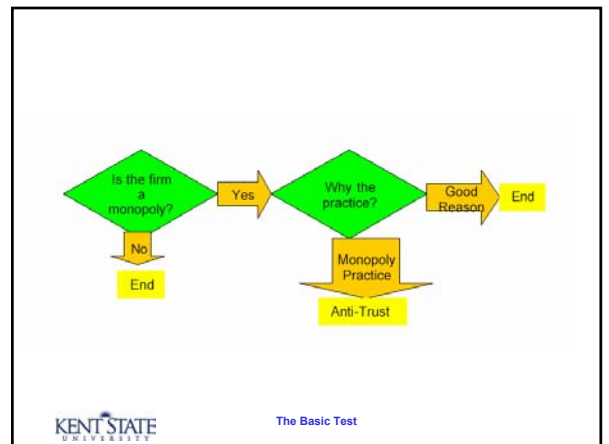 Is the firm
a
monopoly?
Yes
Why the
practice?
Good
Reason
End
No
End
Monopoly
Practice
Anti-Trust
KENT STATE
UNIVERSITY
The Basic Test